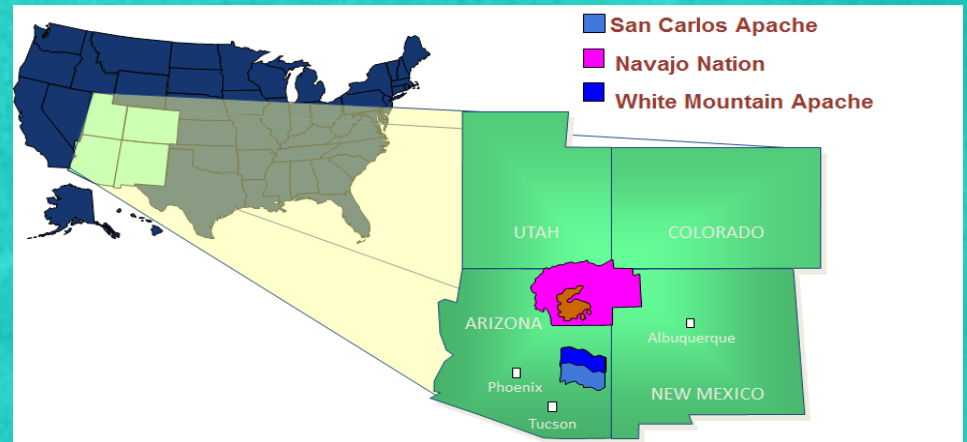 San Carlos Apache
Navajo Nation
White Mountain Apache
UTAH
COLORADO
ARIZONA
Albuquerque
Phoenix
NEW MEXICO
Tucson